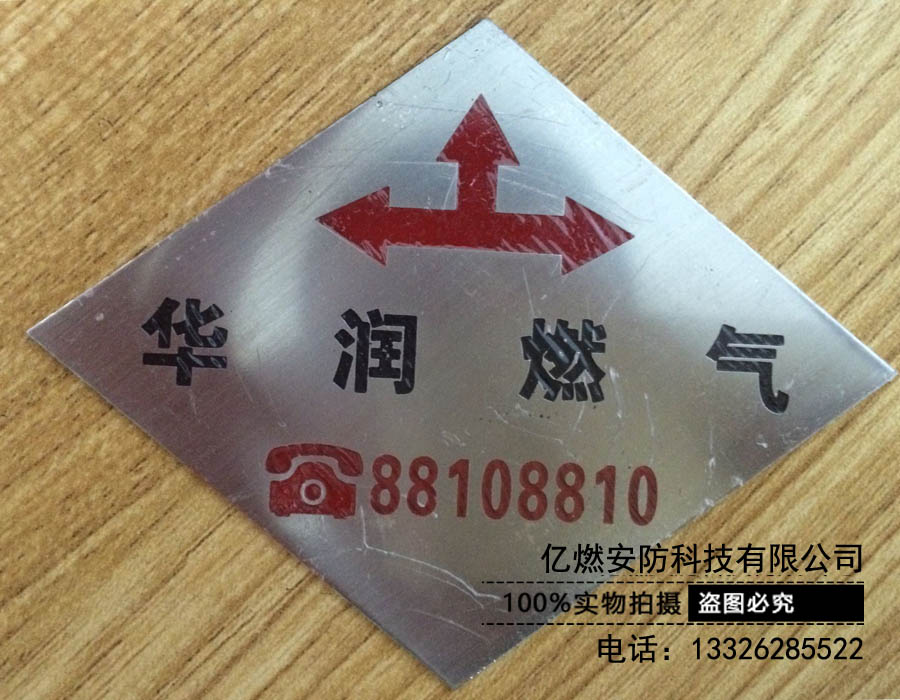 华润燃气
88108810
亿燃安防科技有限公司
100%实物拍摄 盗图必究
电话：13326285522